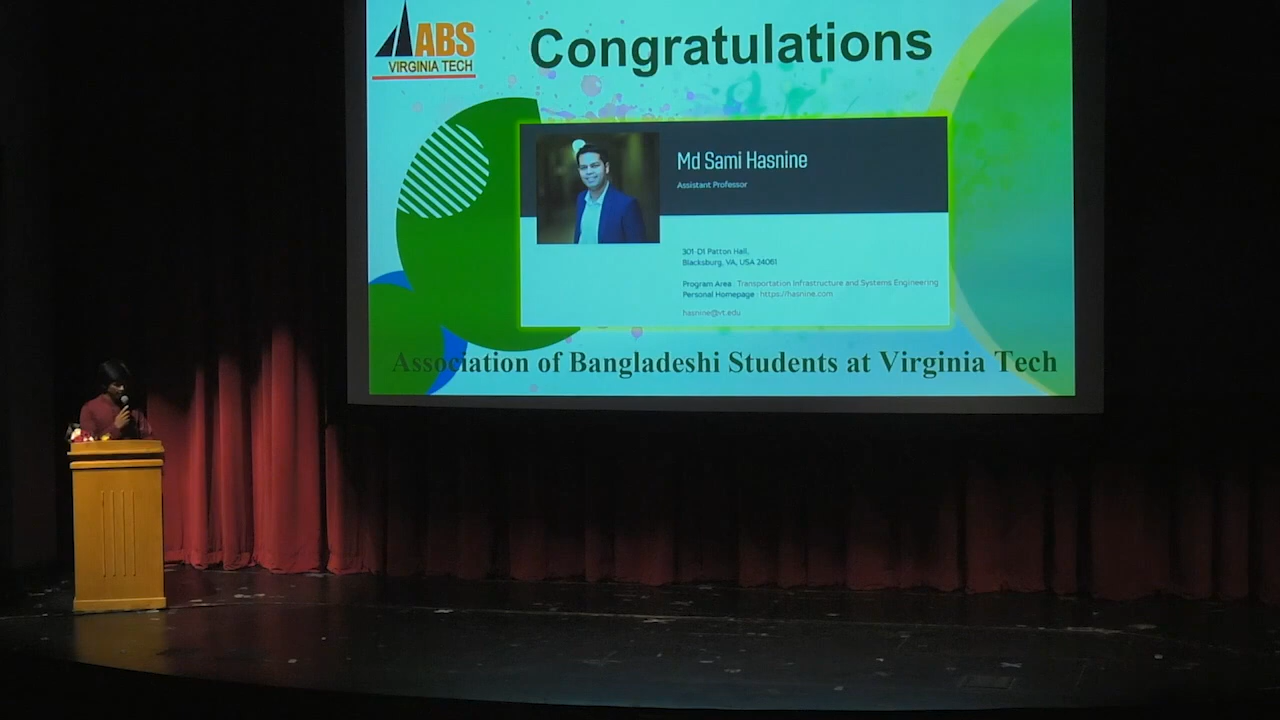 ABS
VIRGINIA TECH
Congratulations
Md Sami Hasnine
Assistant Professor
301-D1 Patton Hall,
Blacksburg, VA, USA 24061
Program Area : Transportation Infrastructure and Systems Engineering
Personal Homepage : https://hasnine.com
hasnine@vt.edu
Association of Bangladeshi Students at Virginia Tech